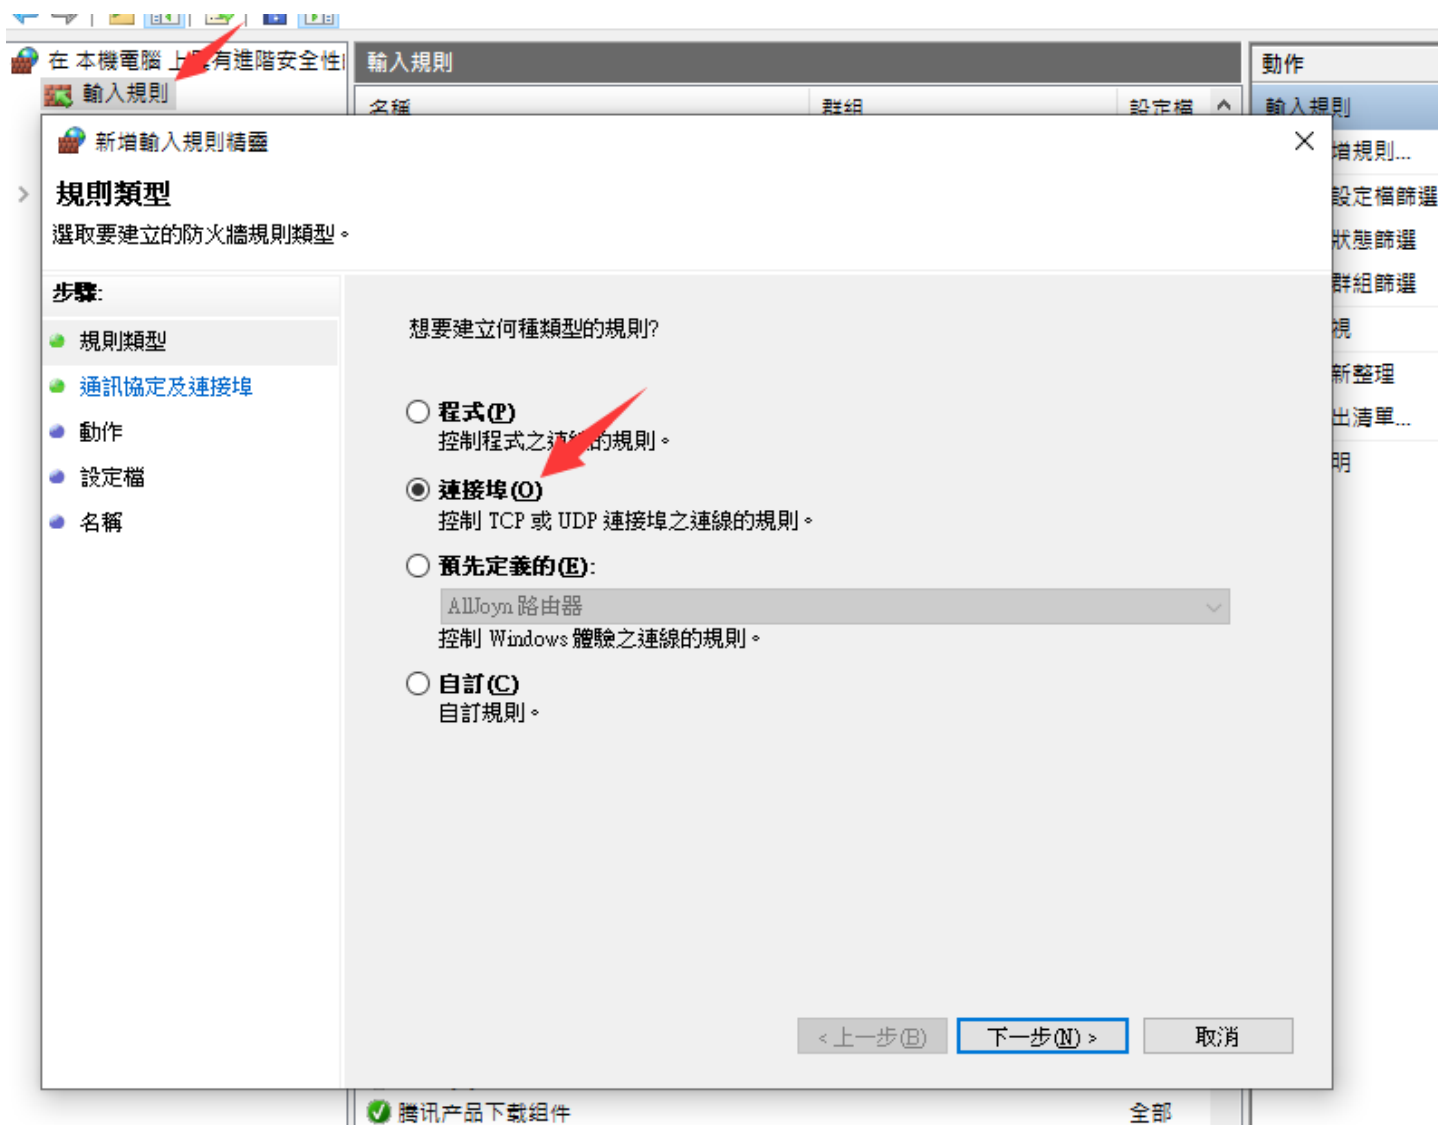 在 本機電腦 上 有進階安全性
輸入規則
輸入規則
名稱
群組
設定檔
動作
輸入規則
增規則...
設定檔篩選
狀態篩選
群組篩選
視
新整理
出清單...
明
新增輸入規則精靈
規則類型
選取要建立的防火牆規則類型。
步驟:
規則類型
通訊協定及連接埠
動作
設定檔
名稱
想要建立何種類型的規則?
程式(P)
控制程式之連線的規則。
連接埠(O)
控制 TCP 或 UDP 連接埠之連線的規則。
預先定義的(E):
AllJoyn 路由器
控制 Windows 體驗之連線的規則。
自訂(C)
自訂規則。
< 上一步(B)
下一步(N) >
取消
腾讯产品下载组件
全部